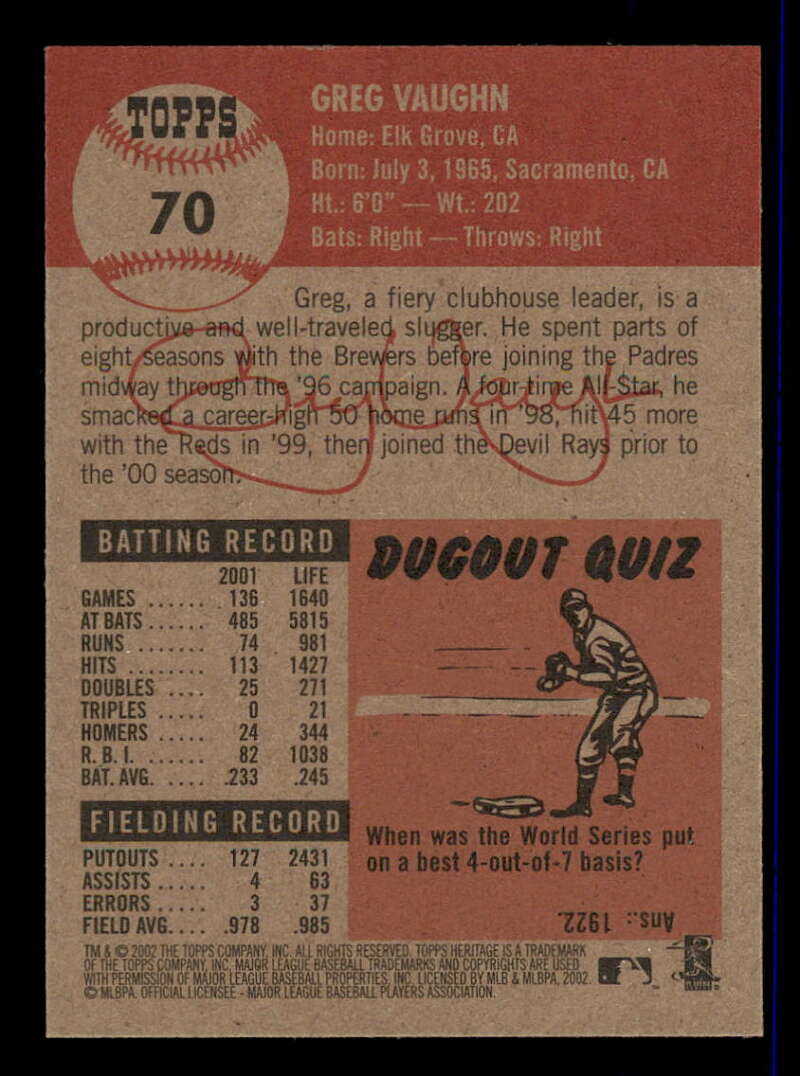 TOPPS
70
GREG VAUGHN
Home: Elk Grove, CA
Born: July 3, 1965, Sacramento, CA
Ht.: 6'0" — Wt.: 202
Bats: Right — Throws: Right
Greg, a fiery clubhouse leader, is a
productive and well-traveled slugger. He spent parts of
eight seasons with the Brewers before joining the Padres
midway through the '96 campaign. A four-time All-Star, he
smacked a career-high 50 home runs in '98, hit 45 more
with the Reds in '99, then joined the Devil Rays prior to
the '00 season.
Greg Vaughn
BATTING RECORD
2001 LIFE
GAMES ...... 136 1640
AT BATS ...... 485 5815
RUNS ....... 74 981
HITS ........ 113 1427
DOUBLES .... 25 271
TRIPLES ..... 0 21
HOMERS ..... 24 344
R.B.I. ...... 82 1038
BAT. AVG. .... .233 .245
FIELDING RECORD
PUTOUTS .... 127 2431
ASSISTS ..... 4 63
ERRORS ..... 3 37
FIELD AVG. ... .978 .985
DUGOUT QUIZ
When was the World Series put
on a best 4-out-of-7 basis?
Ans.: 1922.
TM & © 2002 THE TOPPS COMPANY, INC. ALL RIGHTS RESERVED. TOPPS HERITAGE IS A TRADEMARK
OF THE TOPPS COMPANY, INC. MAJOR LEAGUE BASEBALL TRADEMARKS AND COPYRIGHTS ARE USED
WITH PERMISSION OF MAJOR LEAGUE BASEBALL PROPERTIES, INC. LICENSED BY MLB & MLBPA, 2002.
© MLBPA. OFFICIAL LICENSEE - MAJOR LEAGUE BASEBALL PLAYERS ASSOCIATION.